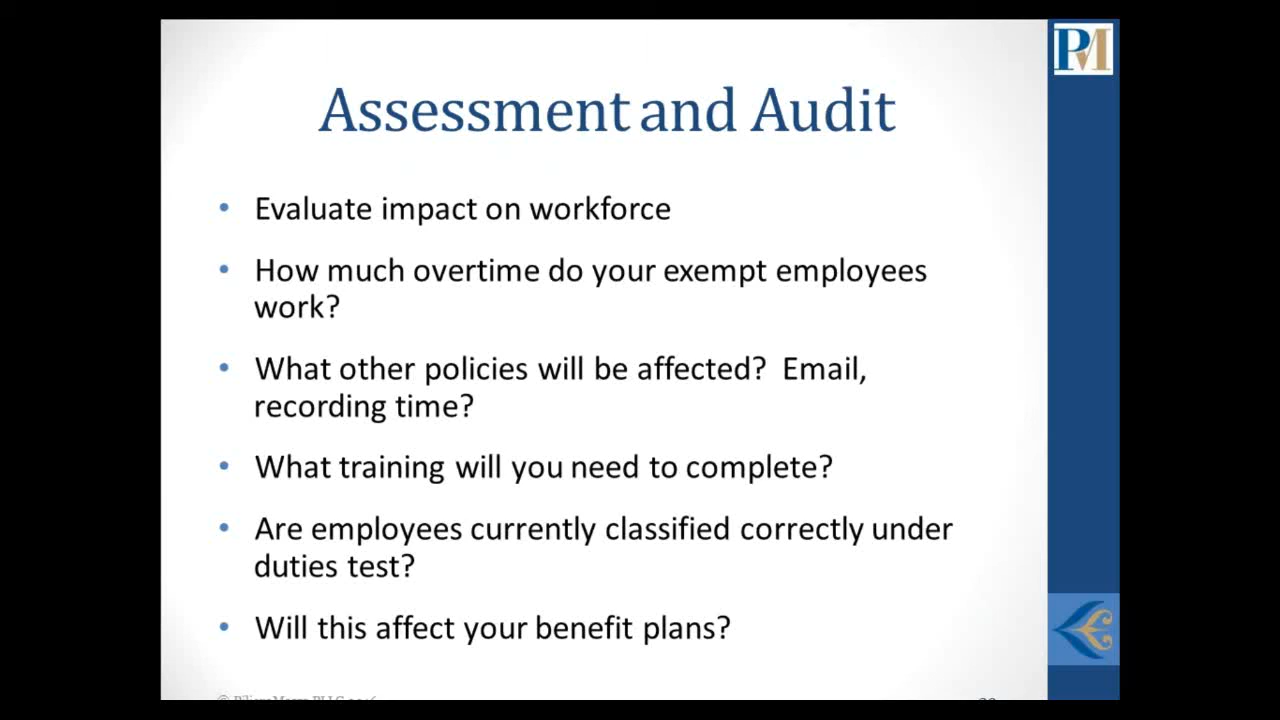 PM
Assessment and Audit
• Evaluate impact on workforce
• How much overtime do your exempt employees
work?
• What other policies will be affected?  Email,
recording time?
• What training will you need to complete?
• Are employees currently classified correctly under
duties test?
• Will this affect your benefit plans?